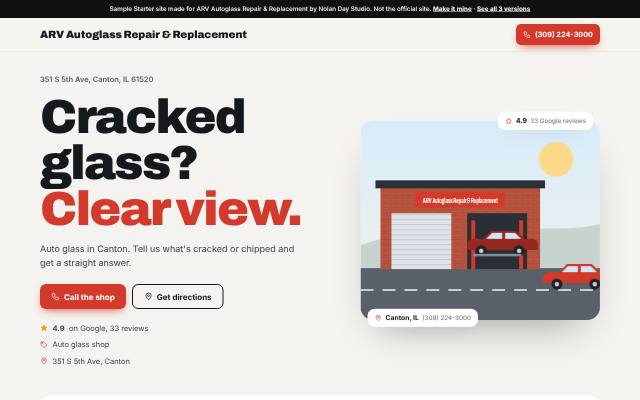 Sample Starter site made for ARV Autoglass Repair & Replacement by Nolan Day Studio. Not the official site. Make it mine · See all 3 versions
ARV Autoglass Repair & Replacement
(309) 224-3000
351 S 5th Ave, Canton, IL 61520
Cracked
glass?
Clear view.
Auto glass in Canton. Tell us what's cracked or chipped and
get a straight answer.
Call the shop
Get directions
4.9 on Google, 33 reviews
Auto glass shop
351 S 5th Ave, Canton
4.9 33 Google reviews
ARV Autoglass Repair & Replacement
Canton, IL (309) 224-3000